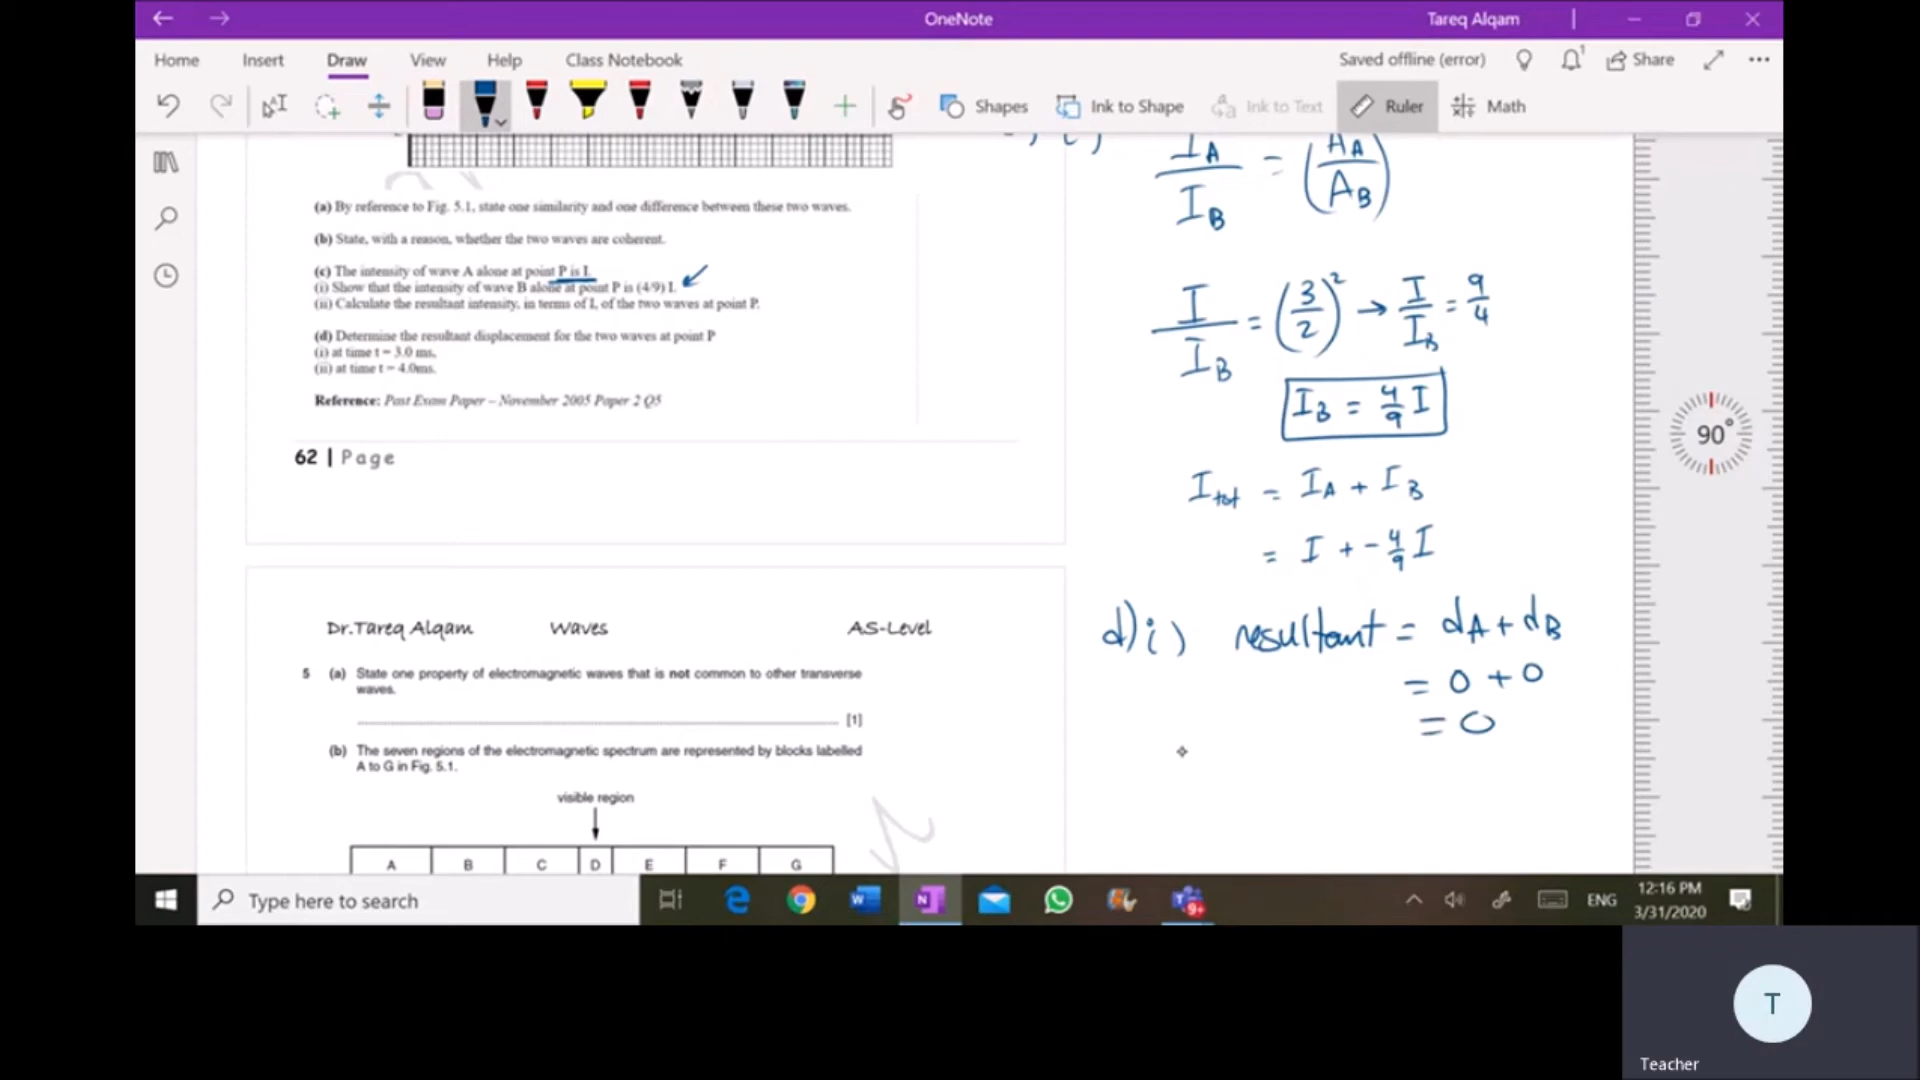 OneNote
Tareq Alqam
Home Insert Draw View Help Class Notebook
Saved offline (error)
1
Share
Shapes
Ink to Shape
Ink to Text
Ruler
Math
(a) By reference to Fig. 5.1, state one similarity and one difference between these two waves.
(b) State, with a reason, whether the two waves are coherent.
(c) The intensity of wave A alone at point P is I.
(i) Show that the intensity of wave B alone at point P is (4/9) I.
(ii) Calculate the resultant intensity, in terms of I, of the two waves at point P.
(d) Determine the resultant displacement for the two waves at point P
(i) at time t = 3.0 ms,
(ii) at time t = 4.0ms.
Reference: Past Exam Paper – November 2005 Paper 2 Q5
62 | Page
Dr.Tareq Alqam Waves AS-Level
5 (a) State one property of electromagnetic waves that is not common to other transverse
waves.
[1]
(b) The seven regions of the electromagnetic spectrum are represented by blocks labelled
A to G in Fig. 5.1.
visible region
A B C D E F G
I_A / I_B = (A_A / A_B)
I / I_B = (3/2)² → I / I_B = 9/4
I_B = 4/9 I
I_tot = I_A + I_B
= I + - 4/9 I
d) i) resultant = d_A + d_B
= 0 + 0
= 0
90°
Type here to search
9+
ENG
12:16 PM
3/31/2020
T
Teacher